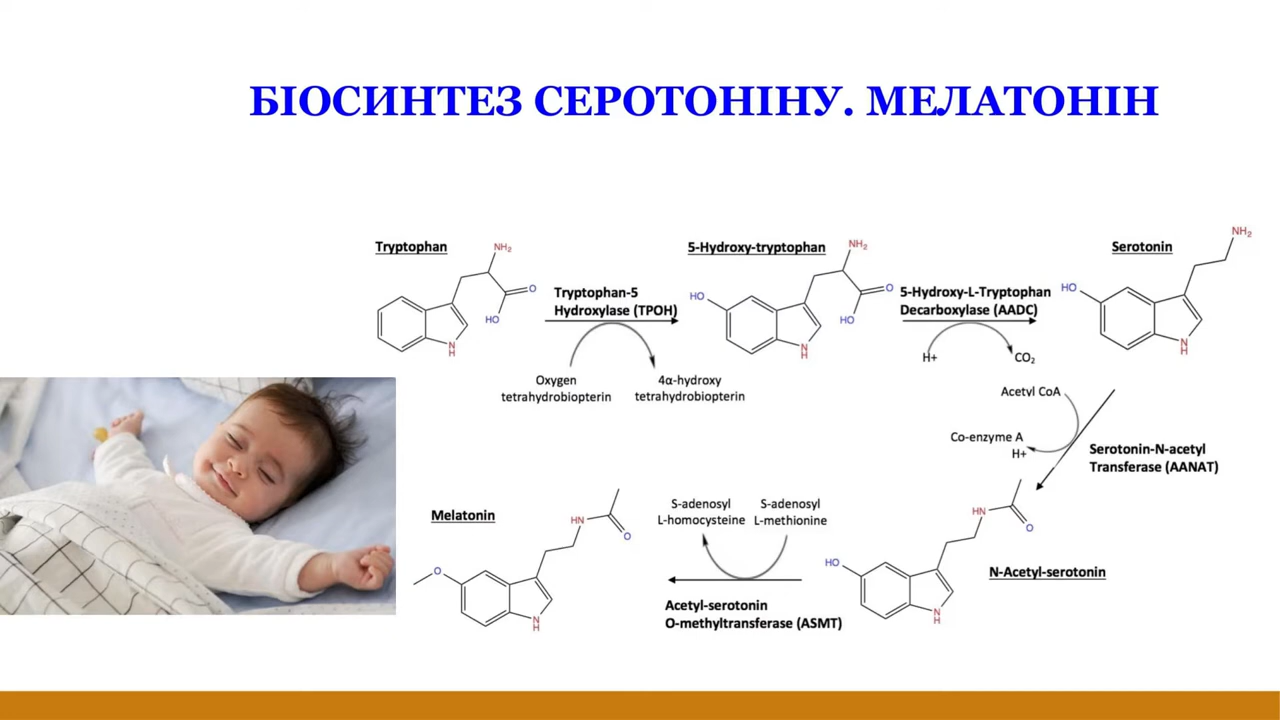 БІОСИНТЕЗ СЕРОТОНІНУ. МЕЛАТОНІН
Tryptophan
NH₂
O
HO
N
H
Tryptophan-5
Hydroxylase (TPOH)
Oxygen
tetrahydrobiopterin
4α-hydroxy
tetrahydrobiopterin
5-Hydroxy-tryptophan
NH₂
HO
O
HO
N
H
5-Hydroxy-L-Tryptophan
Decarboxylase (AADC)
H+
CO₂
Serotonin
NH₂
HO
N
H
Acetyl CoA
Co-enzyme A
H+
Serotonin-N-acetyl
Transferase (AANAT)
HN
O
HO
N
H
N-Acetyl-serotonin
S-adenosyl
L-homocysteine
S-adenosyl
L-methionine
Acetyl-serotonin
O-methyltransferase (ASMT)
Melatonin
HN
O
O
N
H